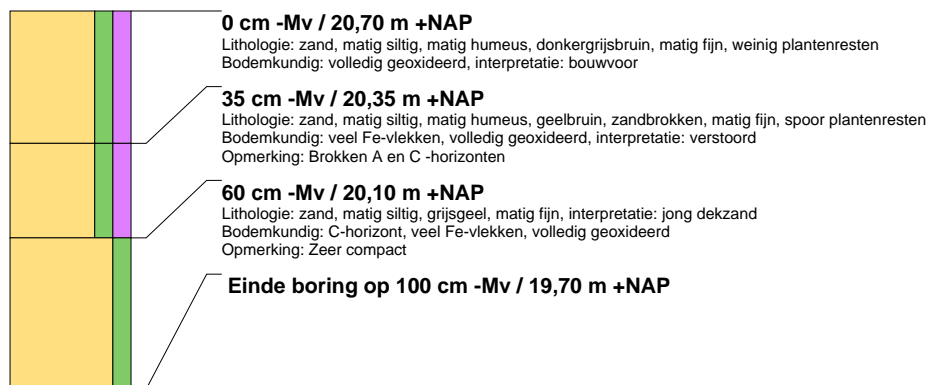 0 cm -Mv / 20,70 m +NAP
Lithologie: zand, matig siltig, matig humeus, donkergrijsbruin, matig fijn, weinig plantenresten
Bodemkundig: volledig geoxideerd, interpretatie: bouwvoor
35 cm -Mv / 20,35 m +NAP
Lithologie: zand, matig siltig, matig humeus, geelbruin, zandbrokken, matig fijn, spoor plantenresten
Bodemkundig: veel Fe-vlekken, volledig geoxideerd, interpretatie: verstoord
Opmerking: Brokken A en C -horizonten
60 cm -Mv / 20,10 m +NAP
Lithologie: zand, matig siltig, grijsgeel, matig fijn, interpretatie: jong dekzand
Bodemkundig: C-horizont, veel Fe-vlekken, volledig geoxideerd
Opmerking: Zeer compact
Einde boring op 100 cm -Mv / 19,70 m +NAP